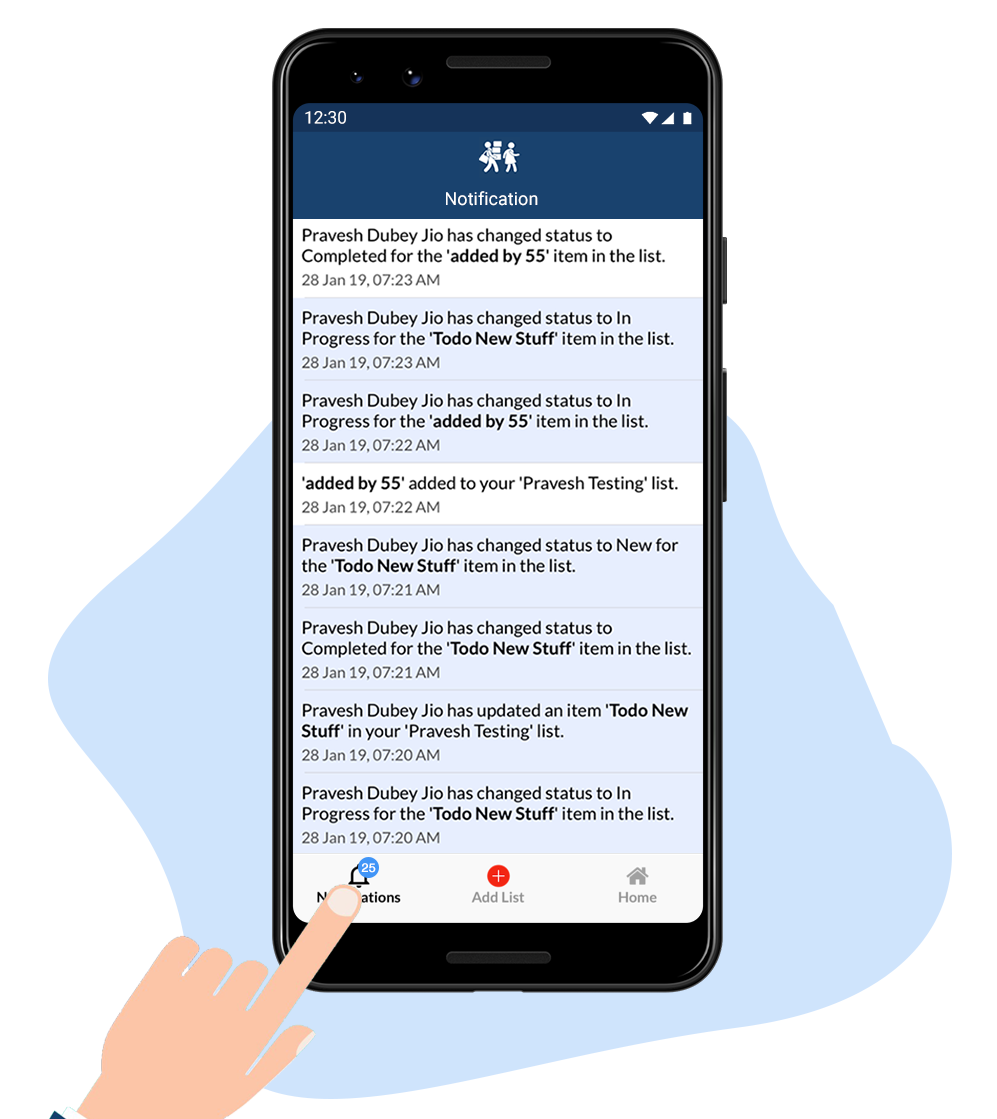 12:30
Notification
Pravesh Dubey Jio has changed status to
Completed for the 'added by 55' item in the list.
28 Jan 19, 07:23 AM
Pravesh Dubey Jio has changed status to In
Progress for the 'Todo New Stuff' item in the list.
28 Jan 19, 07:23 AM
Pravesh Dubey Jio has changed status to In
Progress for the 'added by 55' item in the list.
28 Jan 19, 07:22 AM
'added by 55' added to your 'Pravesh Testing' list.
28 Jan 19, 07:22 AM
Pravesh Dubey Jio has changed status to New for
the 'Todo New Stuff' item in the list.
28 Jan 19, 07:21 AM
Pravesh Dubey Jio has changed status to
Completed for the 'Todo New Stuff' item in the list.
28 Jan 19, 07:21 AM
Pravesh Dubey Jio has updated an item 'Todo New
Stuff' in your 'Pravesh Testing' list.
28 Jan 19, 07:20 AM
Pravesh Dubey Jio has changed status to In
Progress for the 'Todo New Stuff' item in the list.
28 Jan 19, 07:20 AM
25
Notifications Add List Home